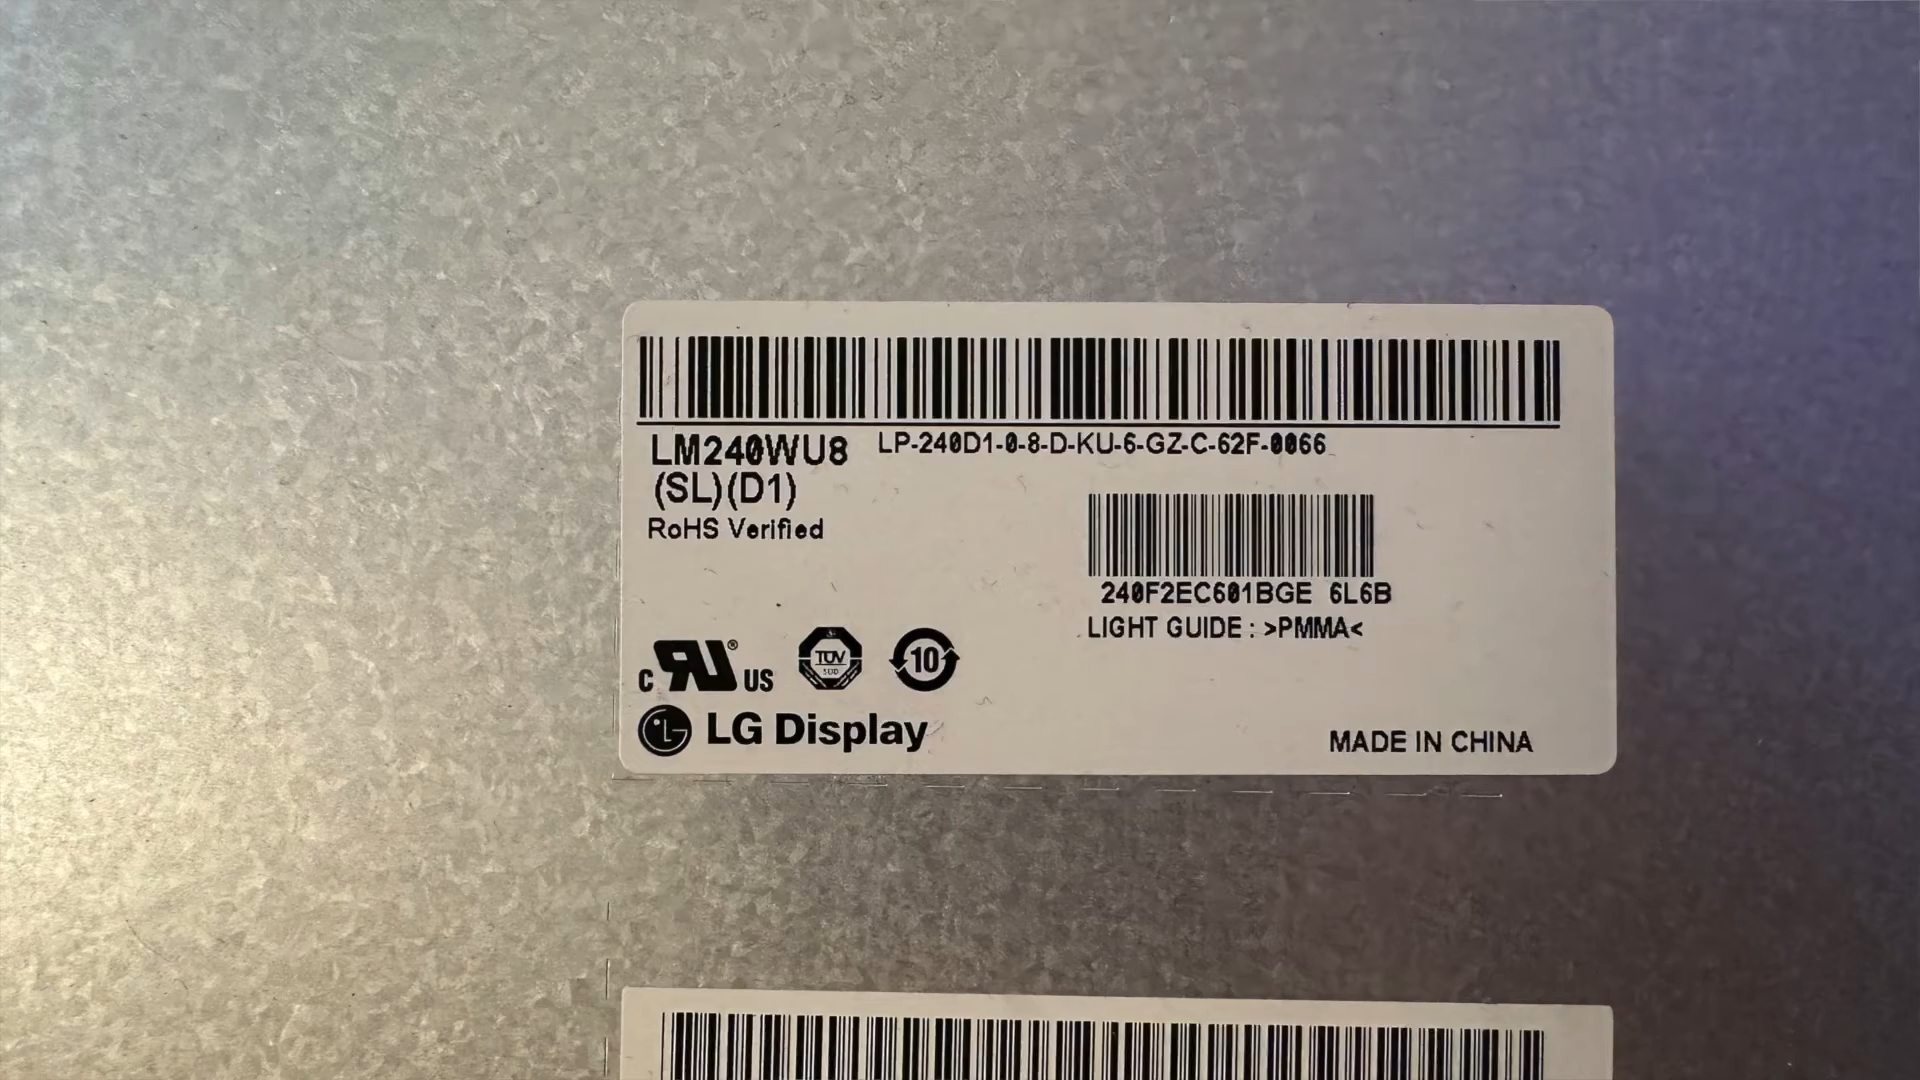 LM240WU8 LP-240D1-0-8-D-KU-6-GZ-C-62F-0066
(SL)(D1)
RoHS Verified
240F2EC601BGE 6L6B
LIGHT GUIDE : >PMMA<
C RU ® US TÜV SÜD 10
LG Display
MADE IN CHINA